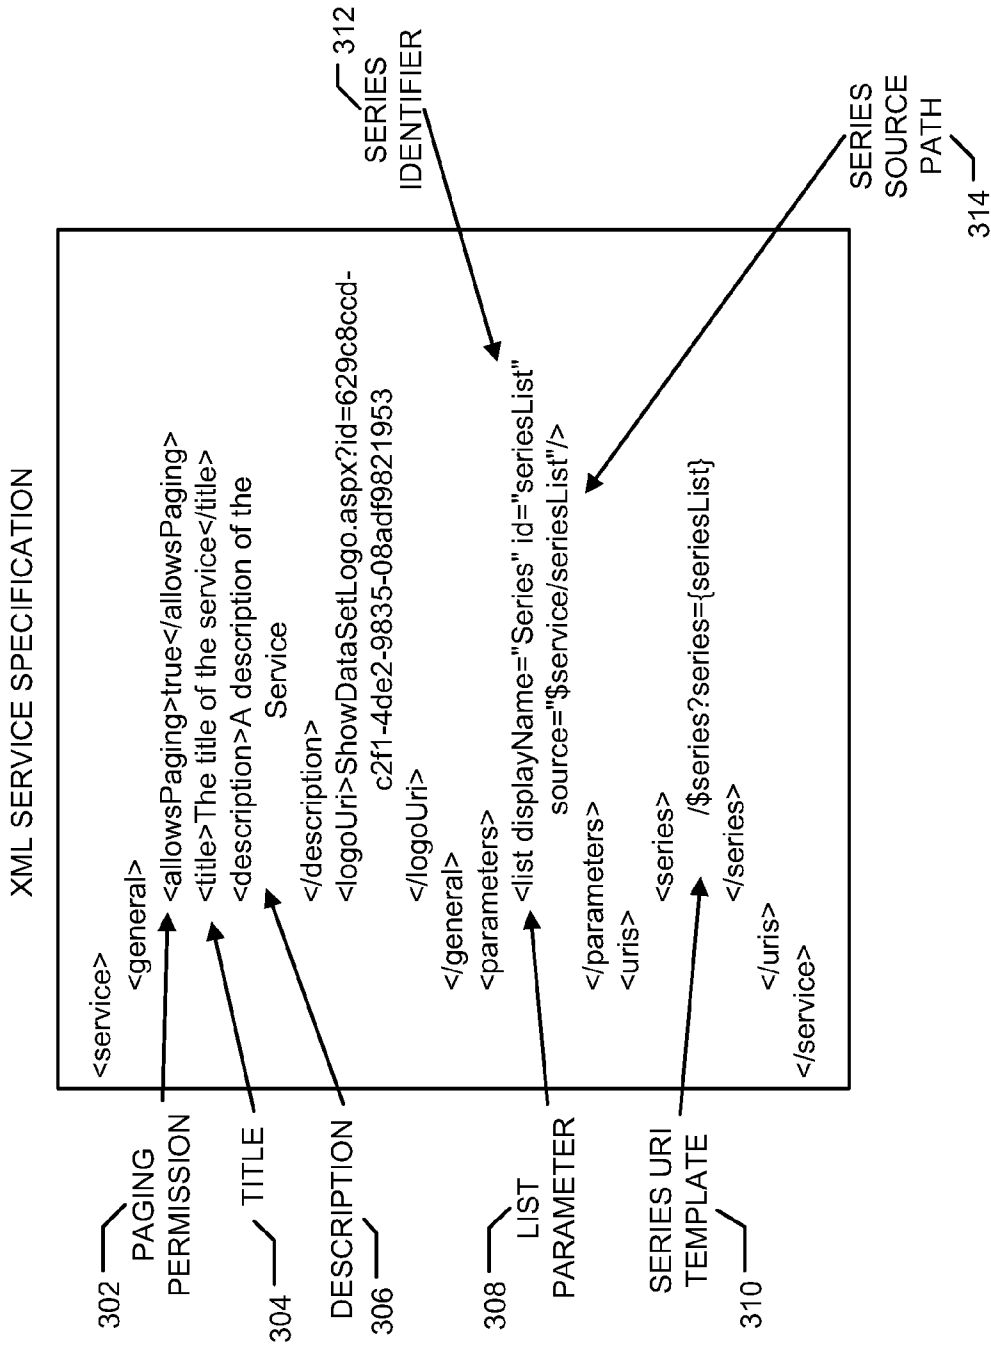 XML SERVICE SPECIFICATION
<service>
<general>
<allowsPaging>true</allowsPaging>
<title>The title of the service</title>
<description>A description of the
Service
</description>
<logoUri>ShowDataSetLogo.aspx?id=629c8ccd-
c2f1-4de2-9835-08adf9821953
</logoUri>
</general>
<parameters>
<list displayName="Series" id="seriesList"
source="$service/seriesList"/>
</parameters>
<uris>
<series>
/$series?series={seriesList}
</series>
</uris>
</service>
302
PAGING
PERMISSION
304
TITLE
DESCRIPTION
306
308
LIST
PARAMETER
SERIES URI
TEMPLATE
310
312
SERIES
IDENTIFIER
SERIES
SOURCE
PATH
314